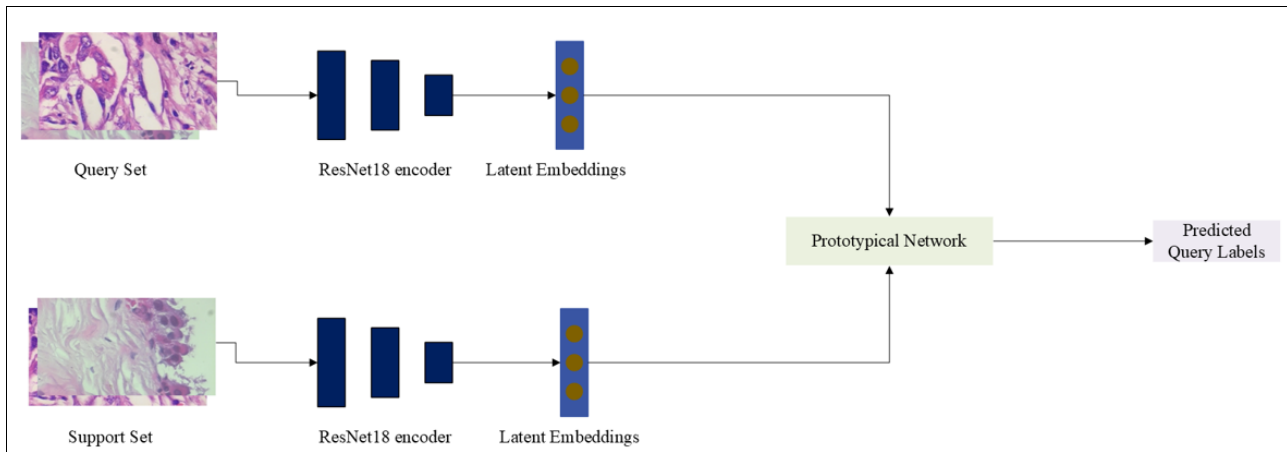 Query Set
ResNet18 encoder
Latent Embeddings
Prototypical Network
Predicted
Query Labels
Support Set
ResNet18 encoder
Latent Embeddings